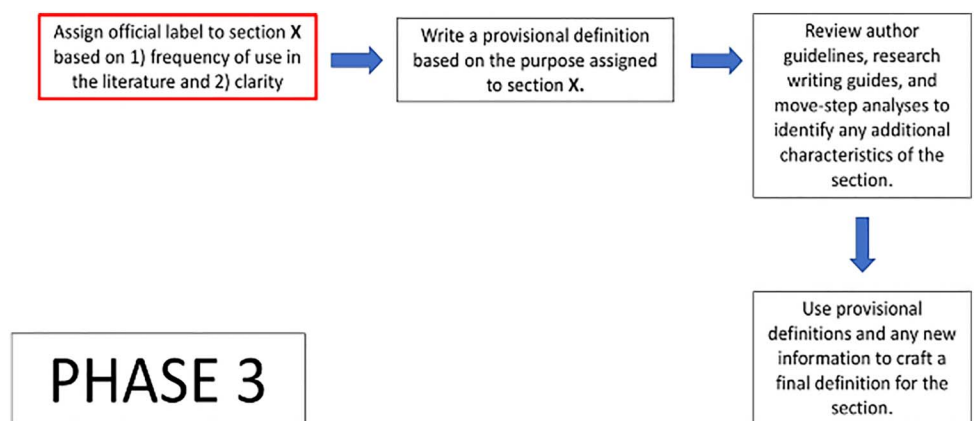 Assign official label to section X
based on 1) frequency of use in
the literature and 2) clarity
Write a provisional definition
based on the purpose assigned
to section X.
Review author
guidelines, research
writing guides, and
move-step analyses to
identify any additional
characteristics of the
section.
Use provisional
definitions and any new
information to craft a
final definition for the
section.
PHASE 3